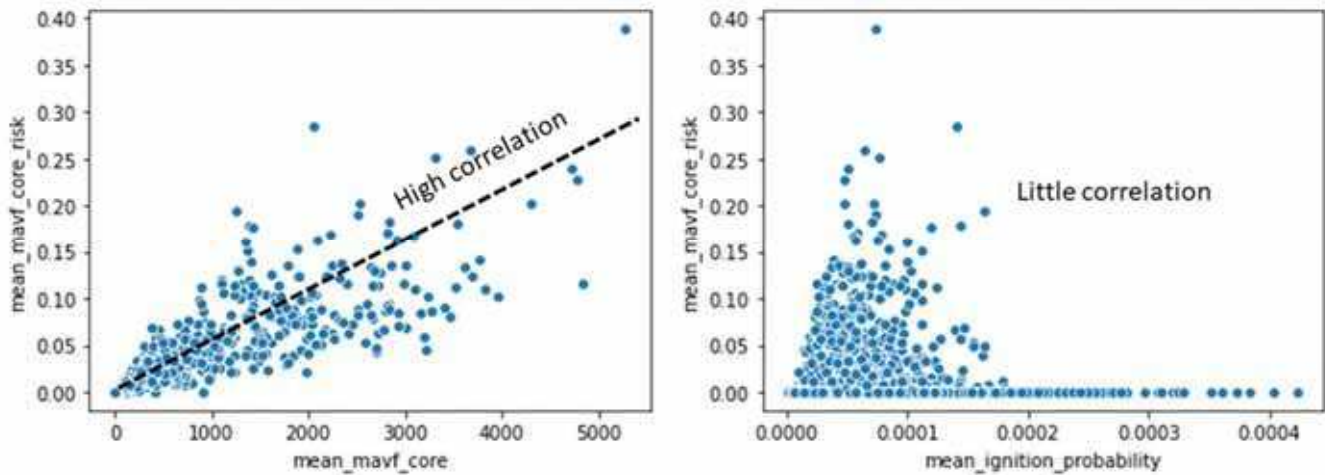 0.40
0.35
0.30
0.25
0.20
0.15
0.10
0.05
0.00
mean_mavf_core_risk
High correlation
0 1000 2000 3000 4000 5000
mean_mavf_core
0.40
0.35
0.30
0.25
0.20
0.15
0.10
0.05
0.00
mean_mavf_core_risk
Little correlation
0.0000 0.0001 0.0002 0.0003 0.0004
mean_ignition_probability